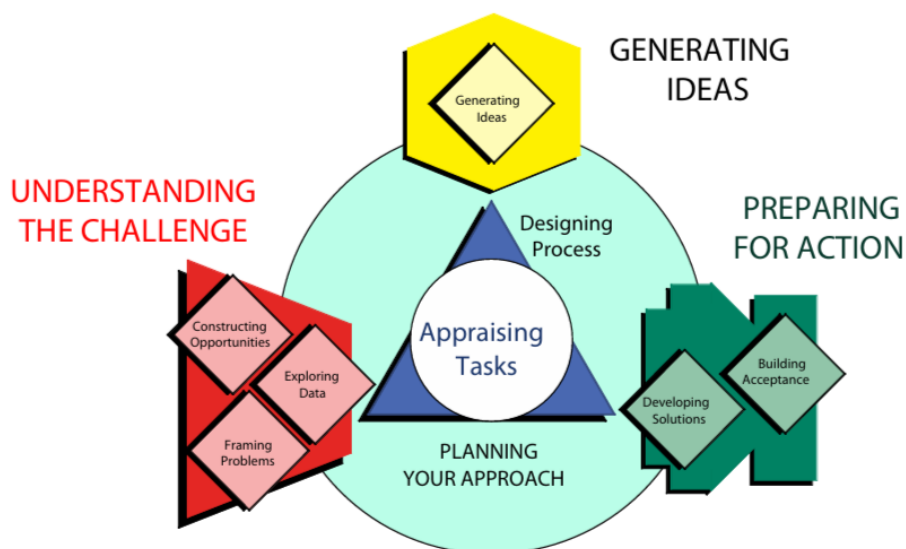 GENERATING
IDEAS
Generating
Ideas
UNDERSTANDING
THE CHALLENGE
Constructing
Opportunities
Exploring
Data
Framing
Problems
Designing
Process
Appraising
Tasks
PLANNING
YOUR APPROACH
PREPARING
FOR ACTION
Building
Acceptance
Developing
Solutions